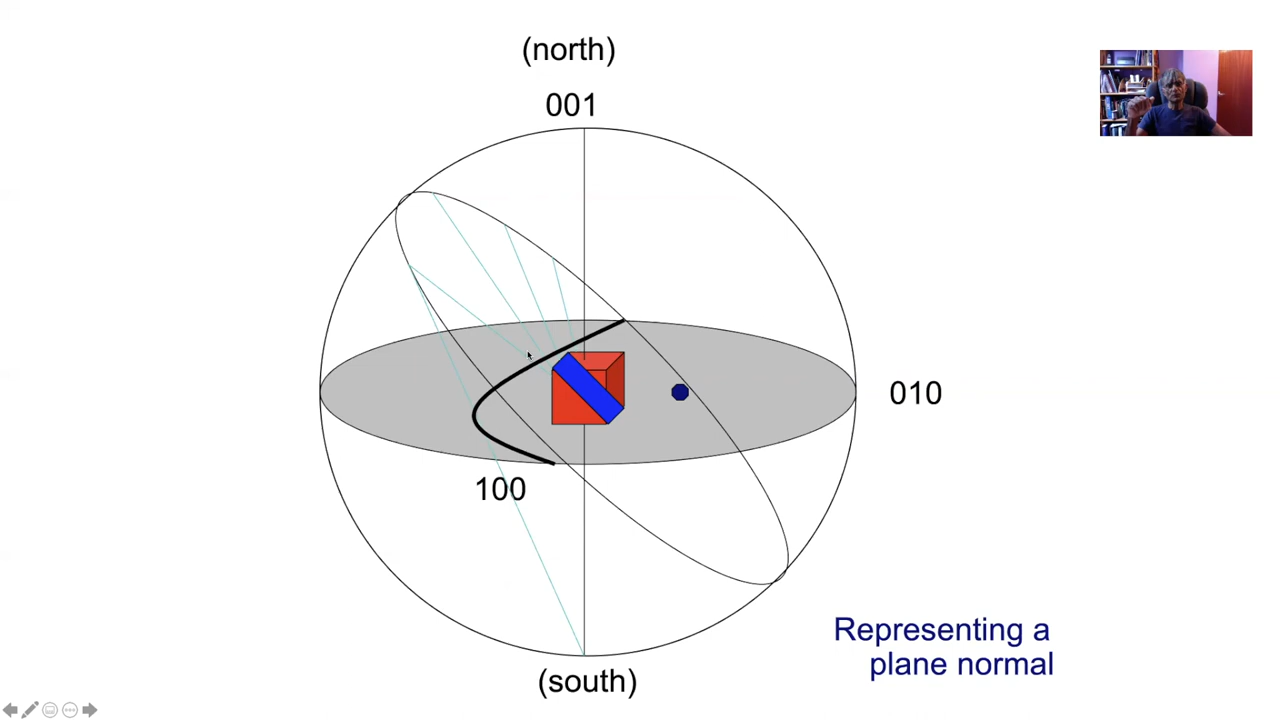 (north)
001
010
100
Representing a
plane normal
(south)